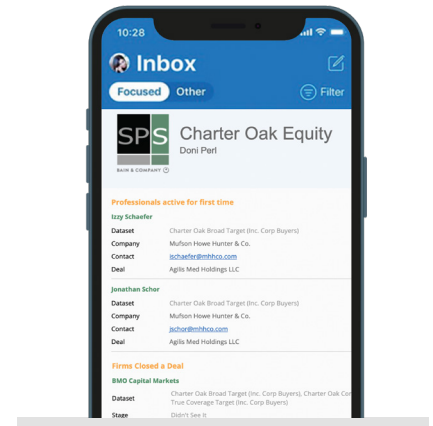 10:28
Inbox
Focused Other
Filter
SPS
BAIN & COMPANY
Charter Oak Equity
Doni Perl
Professionals active for first time
Izzy Schaefer
Dataset Charter Oak Broad Target (Inc. Corp Buyers)
Company Mufson Howe Hunter & Co.
Contact ischaefer@mhhco.com
Deal Agilis Med Holdings LLC
Jonathan Schor
Dataset Charter Oak Broad Target (Inc. Corp Buyers)
Company Mufson Howe Hunter & Co.
Contact jschor@mhhco.com
Deal Agilis Med Holdings LLC
Firms Closed a Deal
BMO Capital Markets
Dataset Charter Oak Broad Target (Inc. Corp Buyers), Charter Oak Cor
True Coverage Target (Inc. Corp Buyers)
Stage Didn't See It